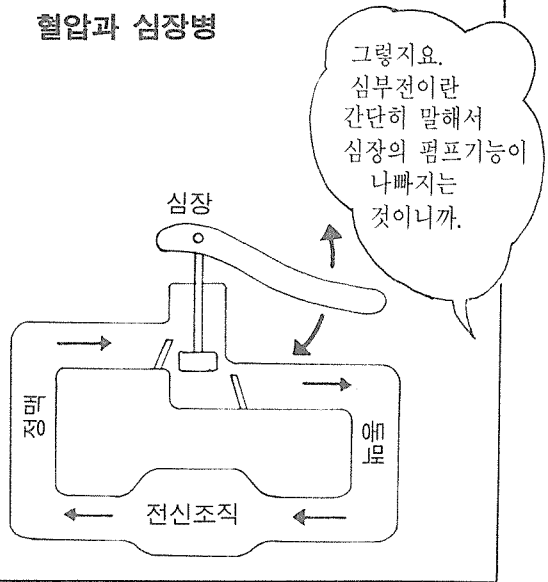 혈압과 심장병
그렇지요.
심부전이란
간단히 말해서
심장의 펌프기능이
나빠지는
것이니까.
심장
정맥
동맥
전신조직